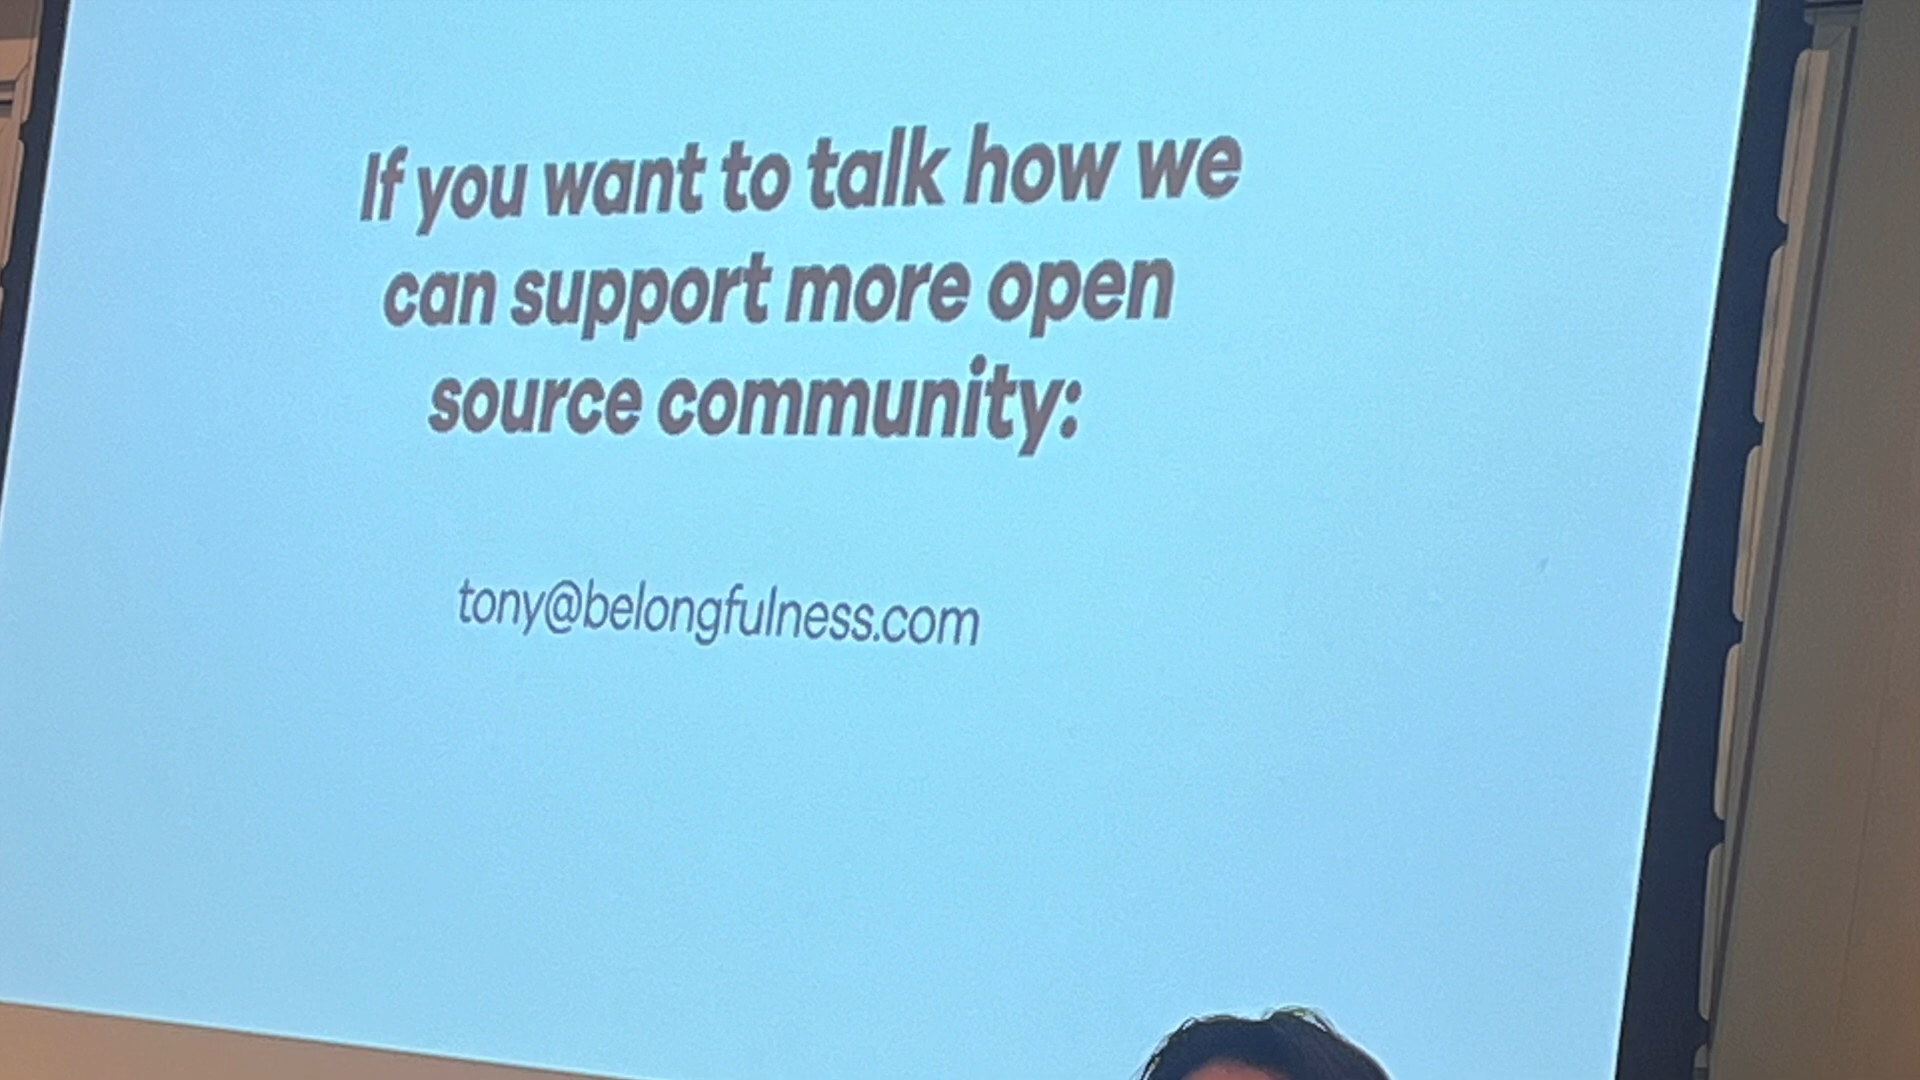 If you want to talk how we
can support more open
source community:
tony@belongfulness.com